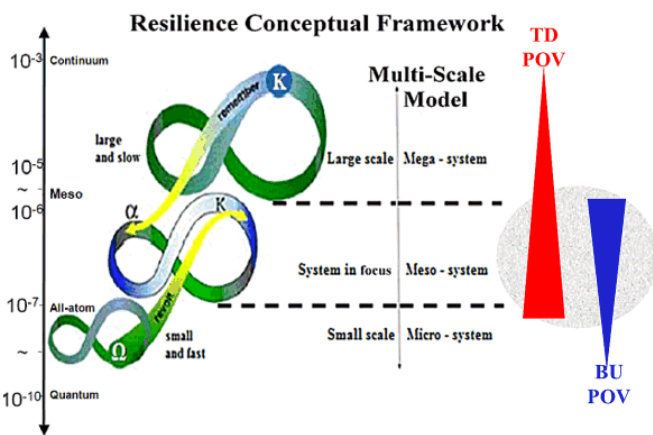 Resilience Conceptual Framework
TD
POV
10-3
Continuum
K
remember
Multi-Scale
Model
large
and slow
10-5
Large scale
Mega - system
~
Meso
10-6
α
K
System in focus
Meso - system
10-7
All-atom
revolt
small
and fast
Small scale
Micro - system
~
Ω
10-10
Quantum
BU
POV